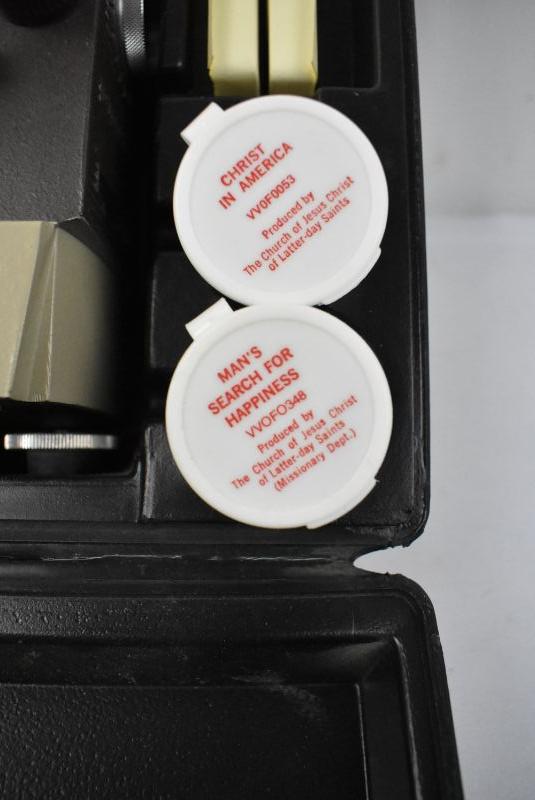 CHRIST
IN AMERICA
VVOF0053
Produced by
The Church of Jesus Christ
of Latter-day Saints
MAN'S
SEARCH FOR
HAPPINESS
VVOFO348
Produced by
The Church of Jesus Christ
of Latter-day Saints
(Missionary Dept.)